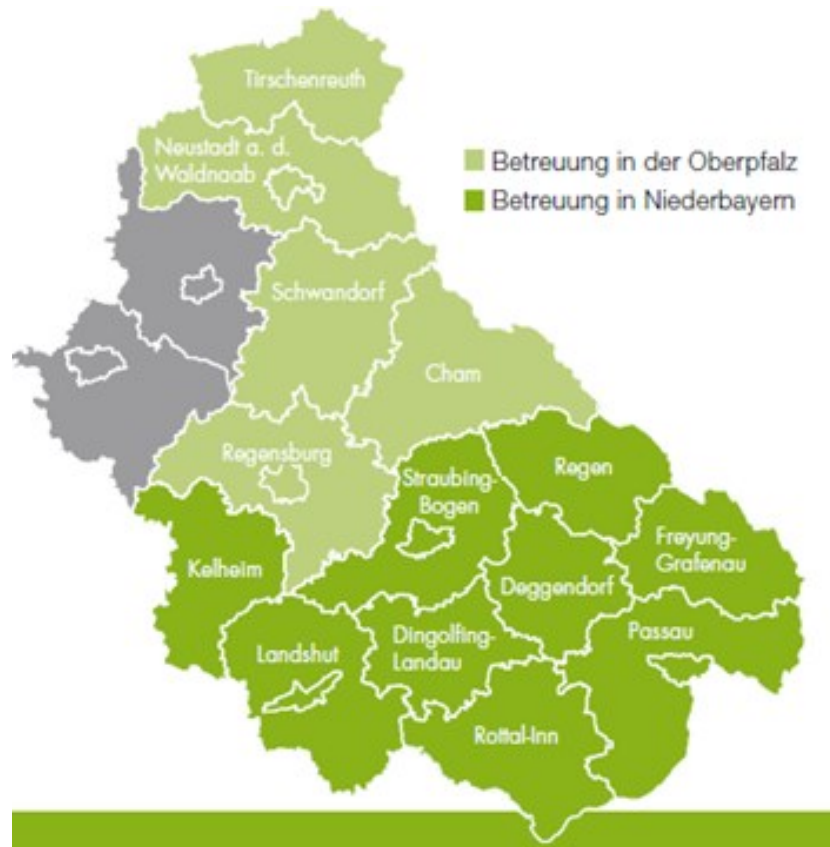 Tirschenreuth
Neustadt a. d.
Waldnaab
Betreuung in der Oberpfalz
Betreuung in Niederbayern
Schwandorf
Cham
Regensburg
Straubing-
Bogen
Regen
Freyung-
Grafenau
Kelheim
Deggendorf
Landshut
Dingolfing-
Landau
Passau
Rottal-Inn